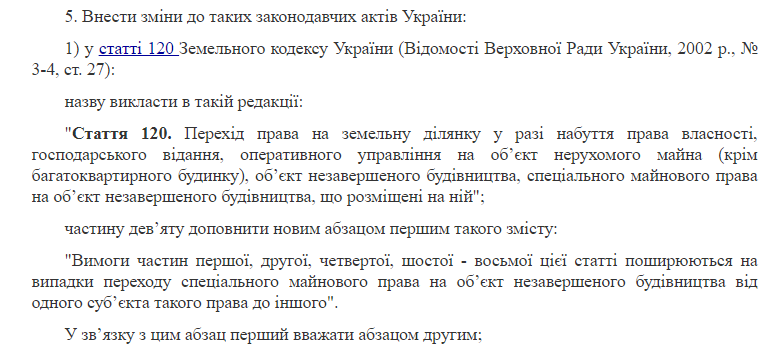 5. Внести зміни до таких законодавчих актів України:
1) у статті 120 Земельного кодексу України (Відомості Верховної Ради України, 2002 р., №
3-4, ст. 27):
назву викласти в такій редакції:
"Стаття 120. Перехід права на земельну ділянку у разі набуття права власності,
господарського відання, оперативного управління на об’єкт нерухомого майна (крім
багатоквартирного будинку), об’єкт незавершеного будівництва, спеціального майнового права
на об’єкт незавершеного будівництва, що розміщені на ній";
частину дев’яту доповнити новим абзацом першим такого змісту:
"Вимоги частин першої, другої, четвертої, шостої - восьмої цієї статті поширюються на
випадки переходу спеціального майнового права на об’єкт незавершеного будівництва від
одного суб’єкта такого права до іншого".
У зв’язку з цим абзац перший вважати абзацом другим;